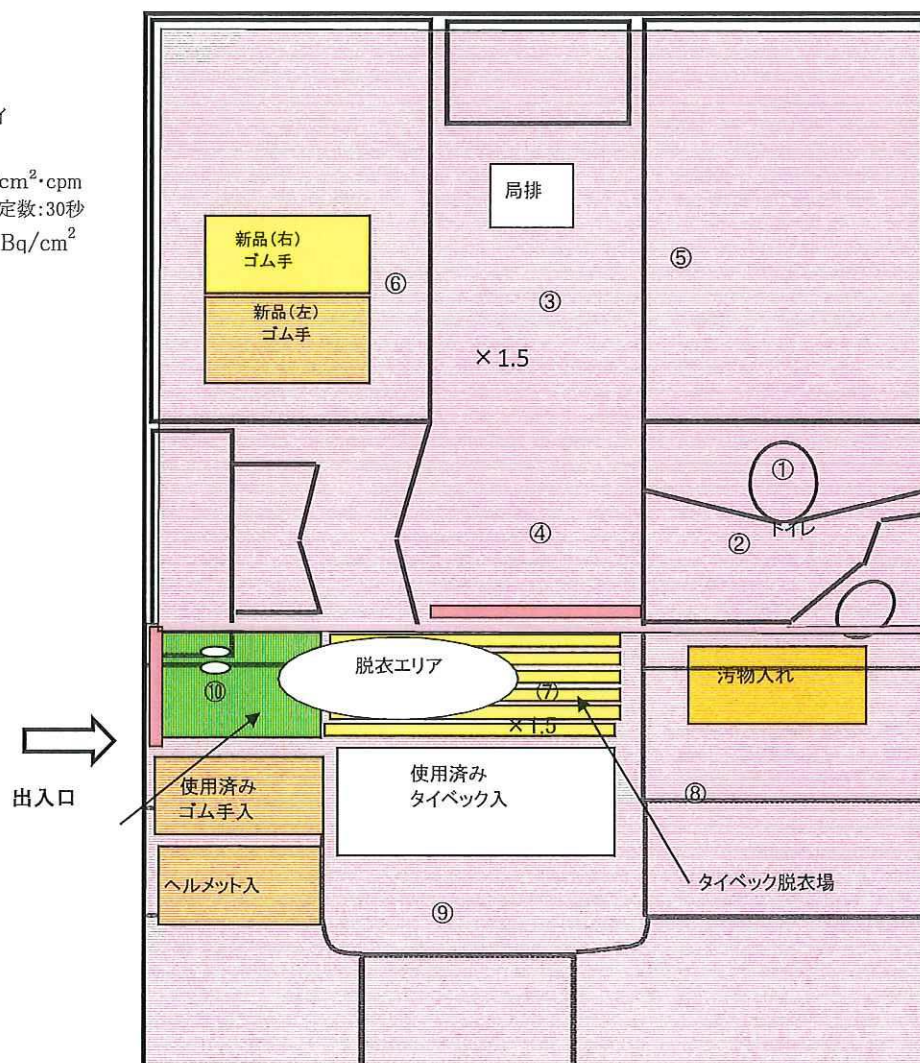 イ
cm²・cpm
定数:30秒
Bq/cm²
局排
新品(右)
ゴム手
⑤
⑥
③
新品(左)
ゴム手
×1.5
①
④
②
トイレ
脱衣エリア
汚物入れ
⑩
(7)
×1.5
使用済み
タイベック入
出入口
使用済み
ゴム手入
⑧
ヘルメット入
タイベック脱衣場
⑨